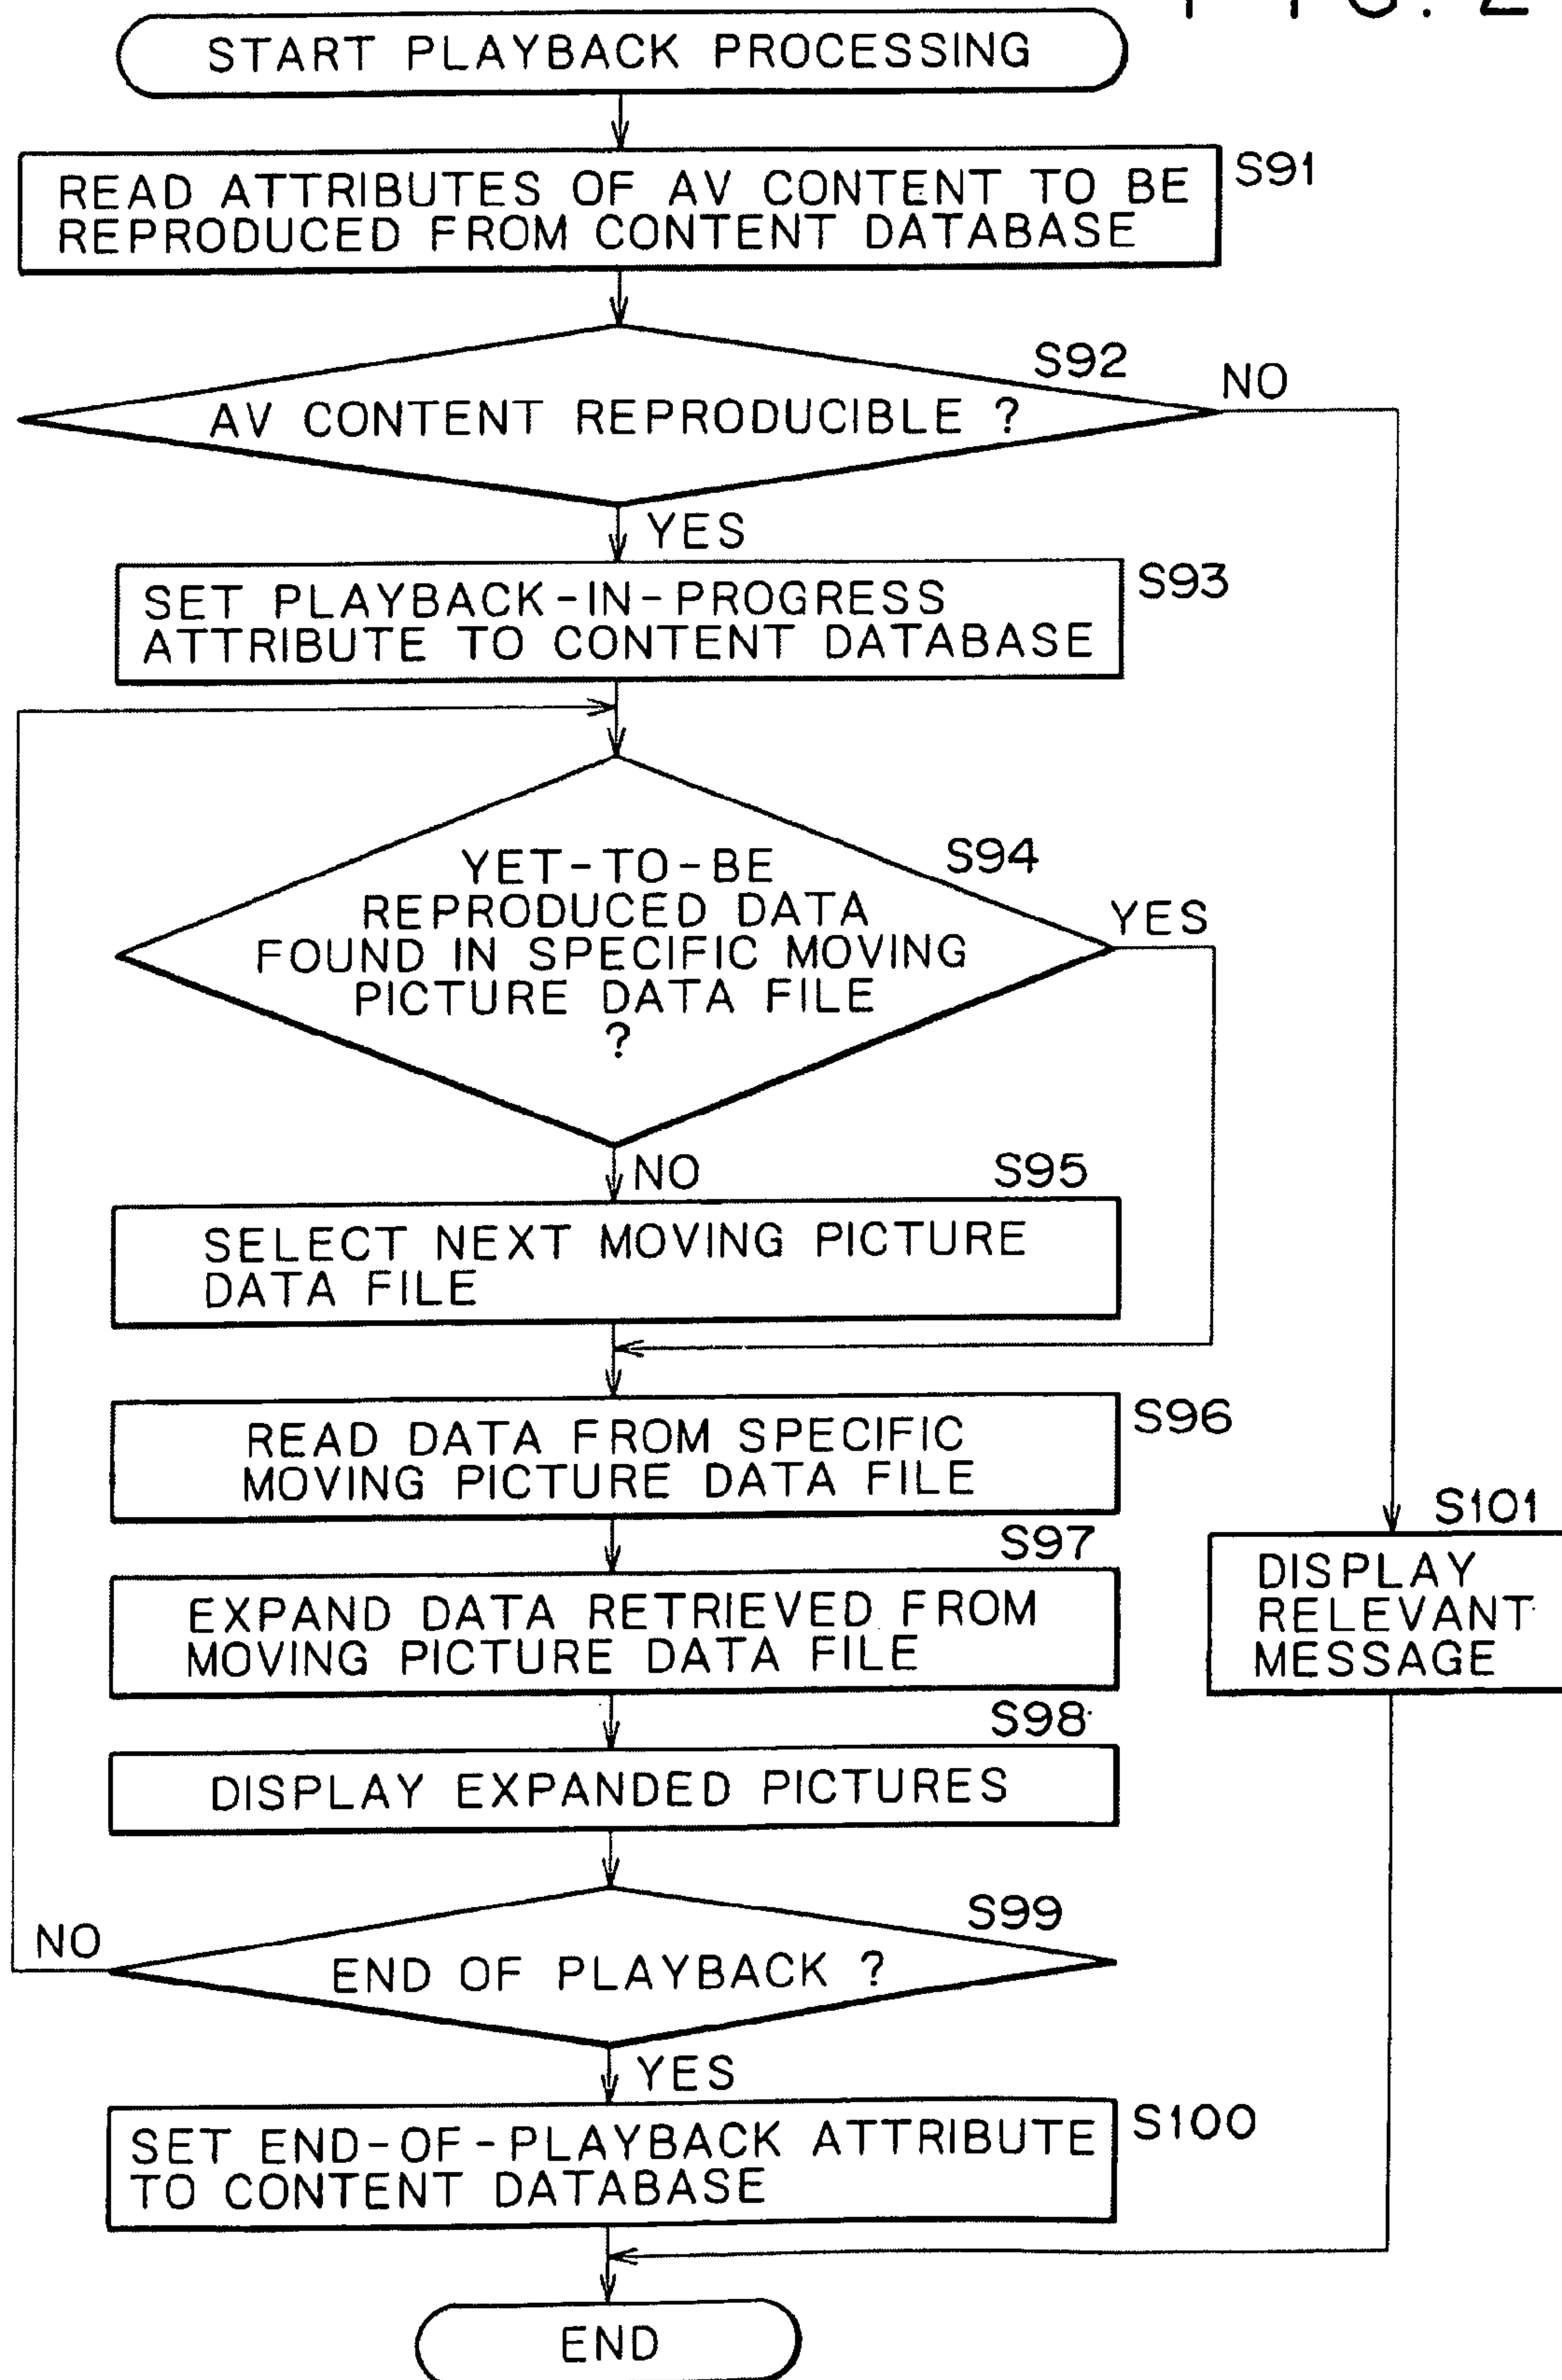 FIG. 2
START PLAYBACK PROCESSING
READ ATTRIBUTES OF AV CONTENT TO BE
REPRODUCED FROM CONTENT DATABASE
S91
S92
NO
AV CONTENT REPRODUCIBLE ?
YES
SET PLAYBACK-IN-PROGRESS
ATTRIBUTE TO CONTENT DATABASE
S93
S94
YET-TO-BE
REPRODUCED DATA
FOUND IN SPECIFIC MOVING
PICTURE DATA FILE
?
YES
NO
S95
SELECT NEXT MOVING PICTURE
DATA FILE
READ DATA FROM SPECIFIC
MOVING PICTURE DATA FILE
S96
S97
EXPAND DATA RETRIEVED FROM
MOVING PICTURE DATA FILE
S101
DISPLAY
RELEVANT
MESSAGE
S98
DISPLAY EXPANDED PICTURES
S99
NO
END OF PLAYBACK ?
YES
SET END-OF-PLAYBACK ATTRIBUTE
TO CONTENT DATABASE
S100
END